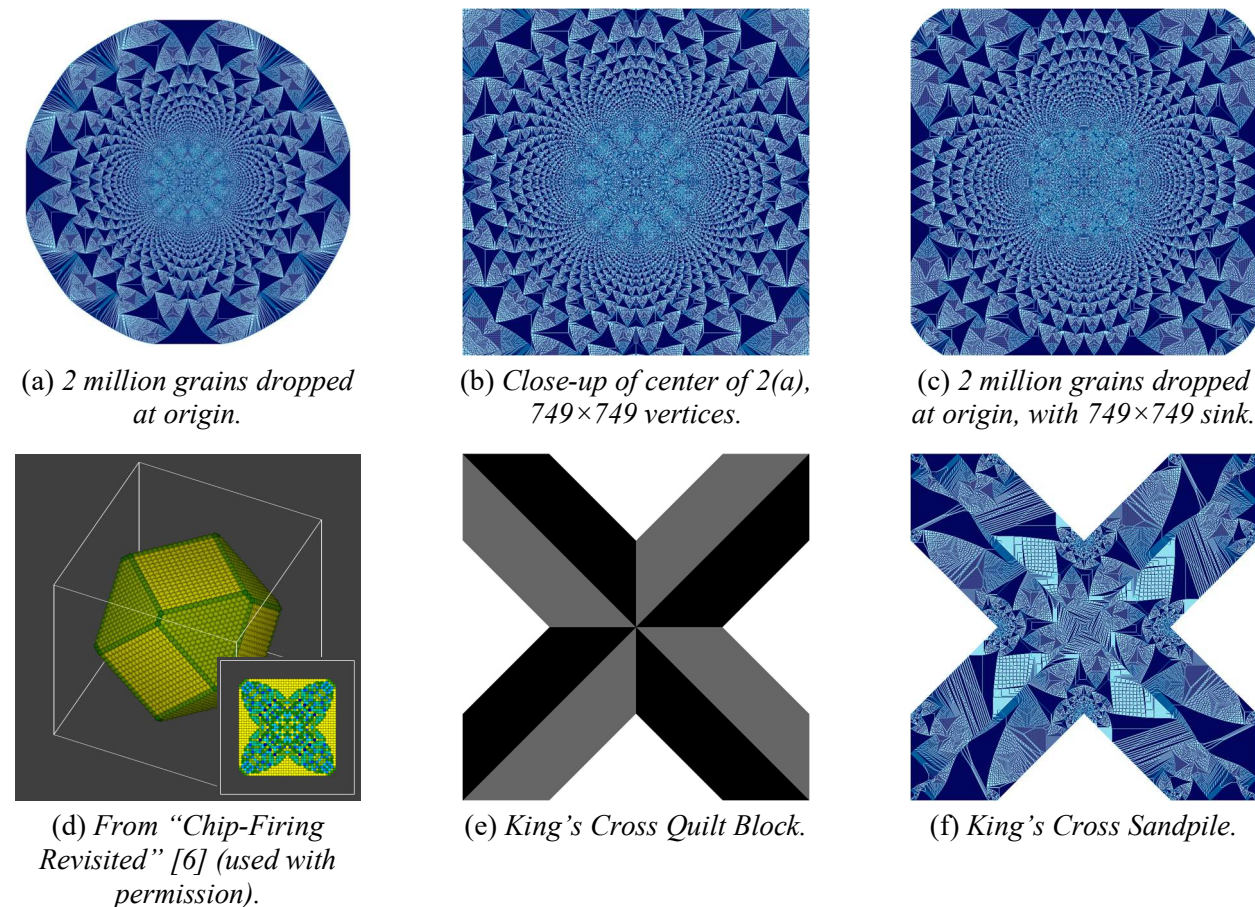 (a) 2 million grains dropped
at origin.
(b) Close-up of center of 2(a),
749×749 vertices.
(c) 2 million grains dropped
at origin, with 749×749 sink.
(d) From “Chip-Firing
Revisited” [6] (used with
permission).
(e) King’s Cross Quilt Block.
(f) King’s Cross Sandpile.